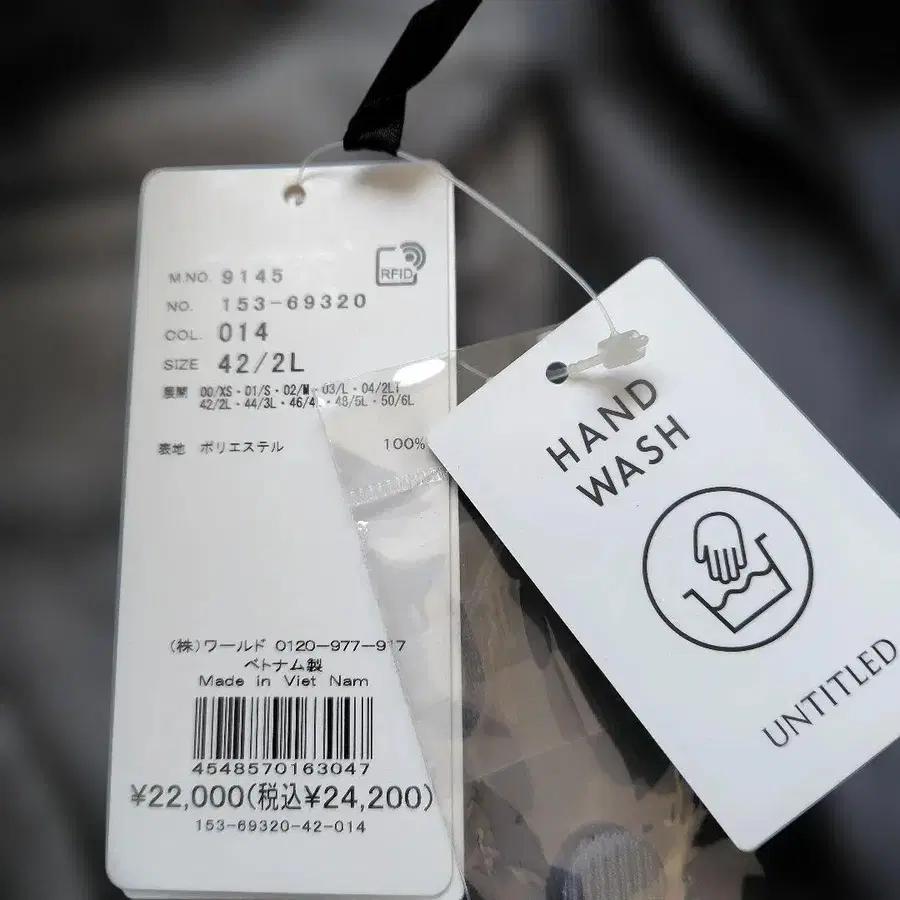 M.NO. 9145
RFID
NO. 153-69320
COL. 014
SIZE 42/2L
展開 00/XS・01/S・02/M・03/L・04/2LT
42/2L・44/3L・46/4L・48/5L・50/6L
表地 ポリエステル 100%
(株)ワールド 0120-977-917
ベトナム製
Made in Viet Nam
4548570163047
¥22,000(税込¥24,200)
153-69320-42-014
HAND
WASH
UNTITLED